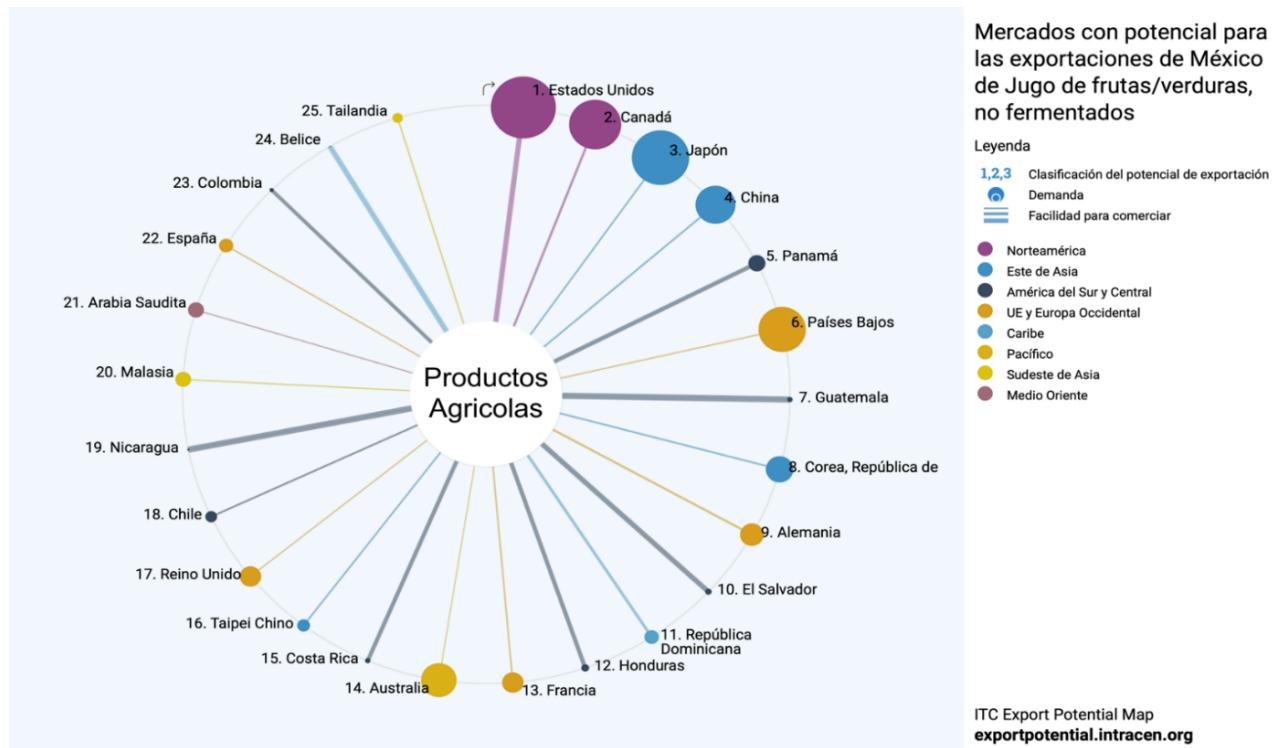 Mercados con potencial para
las exportaciones de México
de Jugo de frutas/verduras,
no fermentados
Leyenda
1,2,3 Clasificación del potencial de exportación
Demanda
Facilidad para comerciar
Norteamérica
Este de Asia
América del Sur y Central
UE y Europa Occidental
Caribe
Pacífico
Sudeste de Asia
Medio Oriente
1. Estados Unidos
2. Canadá
3. Japón
4. China
5. Panamá
6. Países Bajos
7. Guatemala
8. Corea, República de
9. Alemania
10. El Salvador
11. República
Dominicana
12. Honduras
13. Francia
14. Australia
15. Costa Rica
16. Taipei Chino
17. Reino Unido
18. Chile
19. Nicaragua
20. Malasia
21. Arabia Saudita
22. España
23. Colombia
24. Belice
25. Tailandia
Productos
Agricolas
ITC Export Potential Map
exportpotential.intracen.org